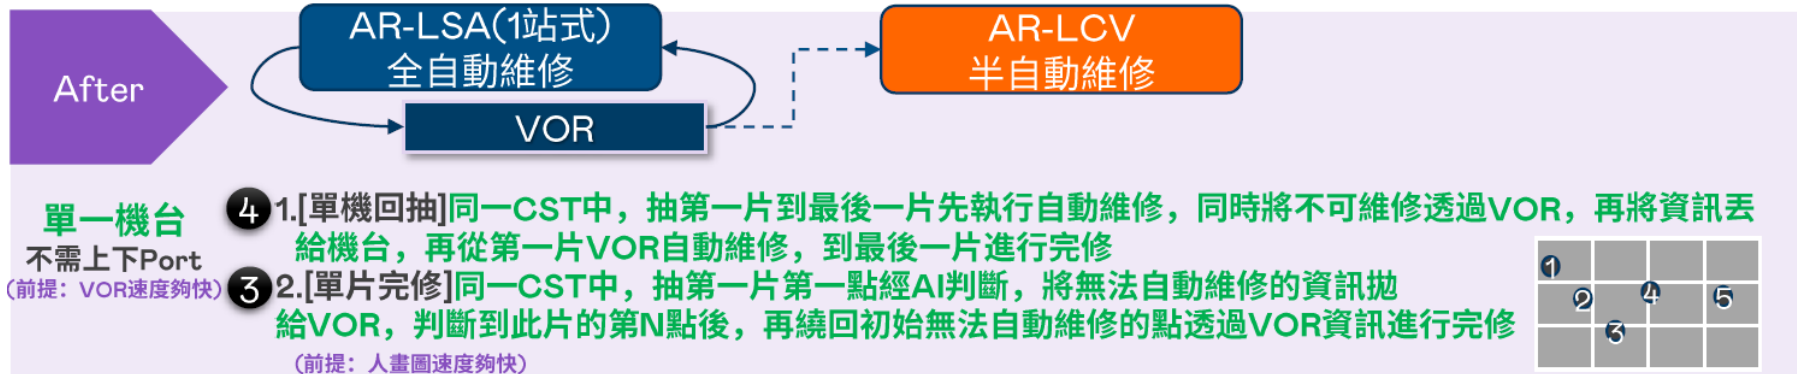 After
AR-LSA(1站式)
全自動維修
VOR
AR-LCV
半自動維修
單一機台
不需上下Port
(前提：VOR速度夠快)
4 1.[單機回抽]同一CST中，抽第一片到最後一片先執行自動維修，同時將不可維修透過VOR，再將資訊丟
給機台，再從第一片VOR自動維修，到最後一片進行完修
3 2.[單片完修]同一CST中，抽第一片第一點經AI判斷，將無法自動維修的資訊拋
給VOR，判斷到此片的第N點後，再繞回初始無法自動維修的點透過VOR資訊進行完修
(前提：人畫圖速度夠快)
1
2
3
4
5